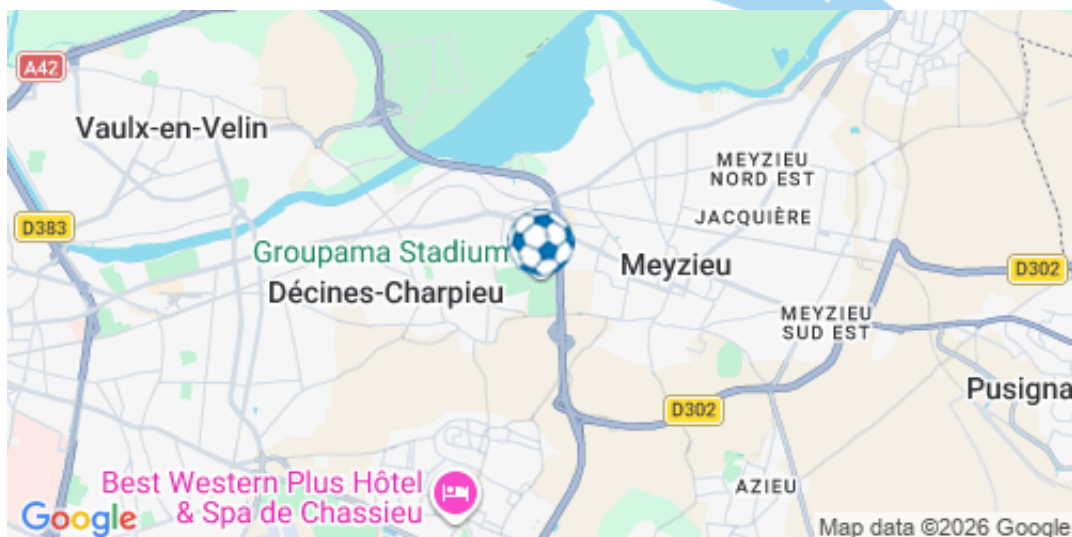 A42
Vaulx-en-Velin
MEYZIEU
NORD EST
D383
JACQUIÈRE
Groupama Stadium
Meyzieu
D302
Décines-Charpieu
MEYZIEU
SUD EST
Pusigna
D302
Best Western Plus Hôtel
& Spa de Chassieu
AZIEU
Google
Map data ©2026 Google